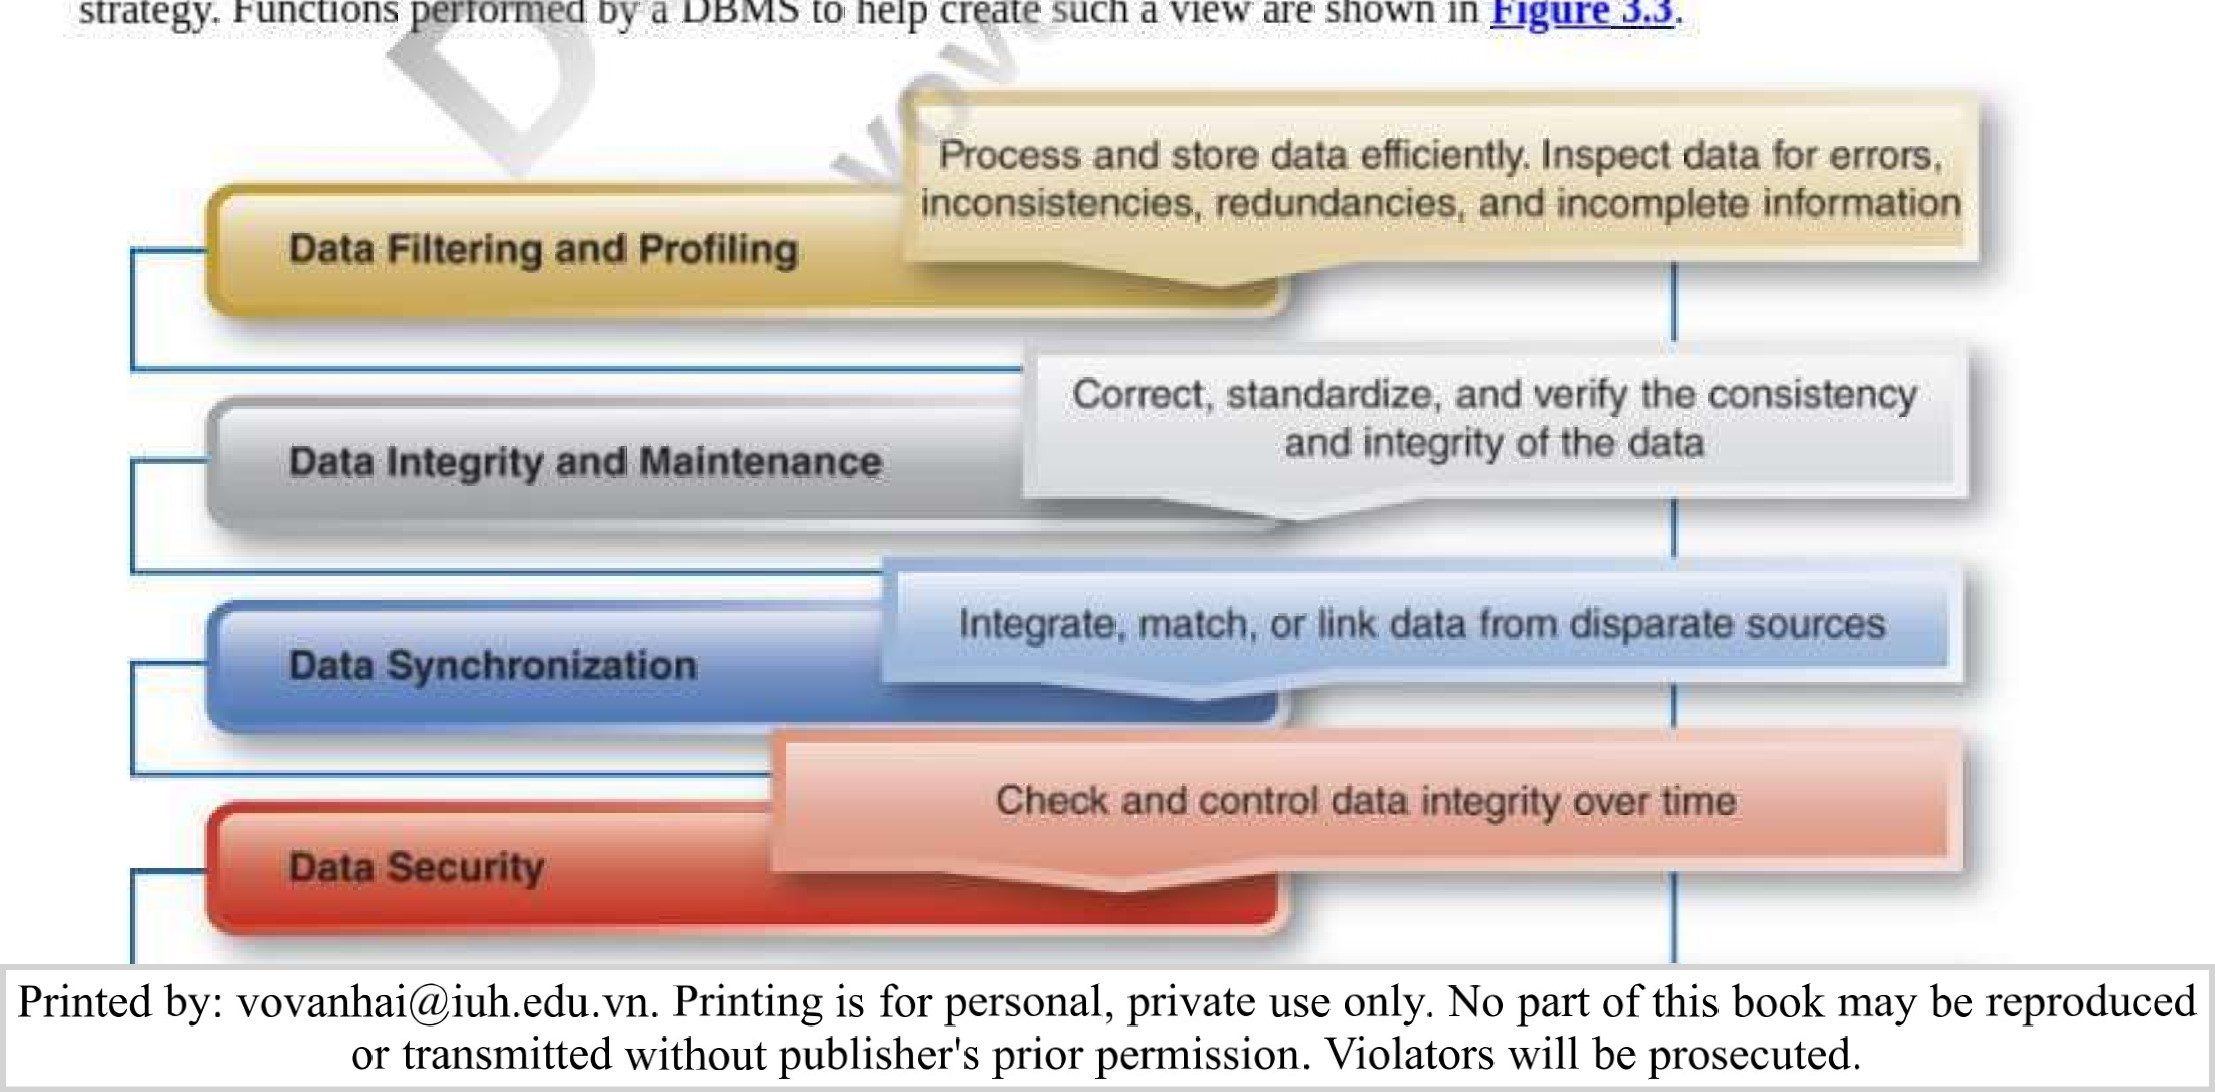 strategy. Functions performed by a DBMS to help create such a view are shown in Figure 3.3.
Process and store data efficiently. Inspect data for errors,
inconsistencies, redundancies, and incomplete information
Data Filtering and Profiling
Correct, standardize, and verify the consistency
and integrity of the data
Data Integrity and Maintenance
Integrate, match, or link data from disparate sources
Data Synchronization
Check and control data integrity over time
Data Security
Printed by: vovanhai@iuh.edu.vn. Printing is for personal, private use only. No part of this book may be reproduced
or transmitted without publisher's prior permission. Violators will be prosecuted.